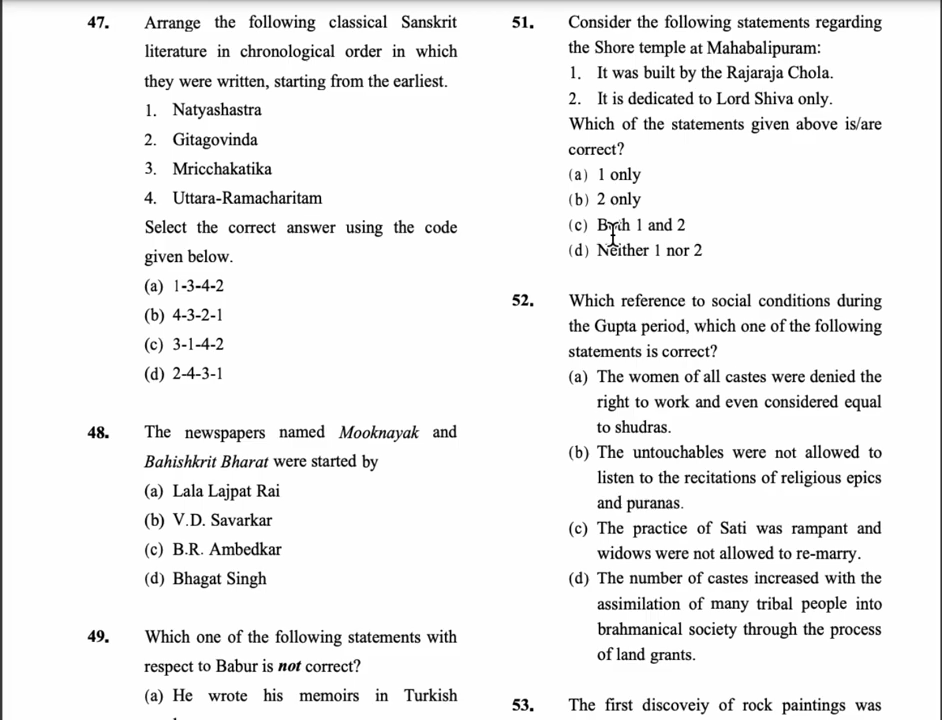 47. Arrange the following classical Sanskrit
literature in chronological order in which
they were written, starting from the earliest.
1. Natyashastra
2. Gitagovinda
3. Mricchakatika
4. Uttara-Ramacharitam
Select the correct answer using the code
given below.
(a) 1-3-4-2
(b) 4-3-2-1
(c) 3-1-4-2
(d) 2-4-3-1
48. The newspapers named Mooknayak and
Bahishkrit Bharat were started by
(a) Lala Lajpat Rai
(b) V.D. Savarkar
(c) B.R. Ambedkar
(d) Bhagat Singh
49. Which one of the following statements with
respect to Babur is not correct?
(a) He wrote his memoirs in Turkish
51. Consider the following statements regarding
the Shore temple at Mahabalipuram:
1. It was built by the Rajaraja Chola.
2. It is dedicated to Lord Shiva only.
Which of the statements given above is/are
correct?
(a) 1 only
(b) 2 only
(c) Both 1 and 2
(d) Neither 1 nor 2
52. Which reference to social conditions during
the Gupta period, which one of the following
statements is correct?
(a) The women of all castes were denied the
right to work and even considered equal
to shudras.
(b) The untouchables were not allowed to
listen to the recitations of religious epics
and puranas.
(c) The practice of Sati was rampant and
widows were not allowed to re-marry.
(d) The number of castes increased with the
assimilation of many tribal people into
brahmanical society through the process
of land grants.
53. The first discoveiy of rock paintings was